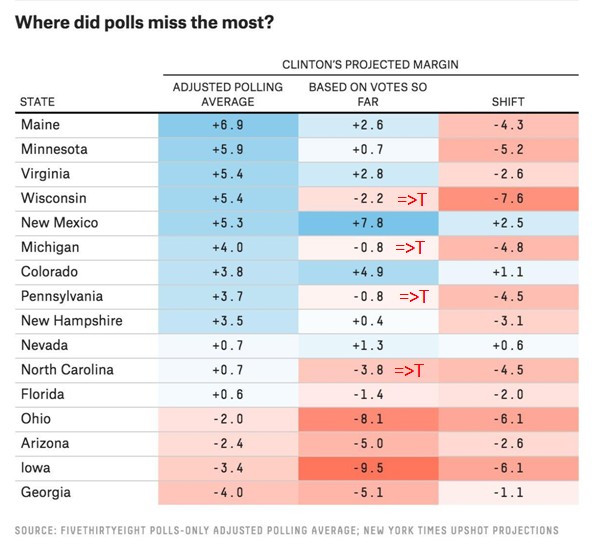 Where did polls miss the most?
CLINTON'S PROJECTED MARGIN
STATE ADJUSTED POLLING AVERAGE BASED ON VOTES SO FAR SHIFT
Maine +6.9 +2.6 -4.3
Minnesota +5.9 +0.7 -5.2
Virginia +5.4 +2.8 -2.6
Wisconsin +5.4 -2.2 =>T -7.6
New Mexico +5.3 +7.8 +2.5
Michigan +4.0 -0.8 =>T -4.8
Colorado +3.8 +4.9 +1.1
Pennsylvania +3.7 -0.8 =>T -4.5
New Hampshire +3.5 +0.4 -3.1
Nevada +0.7 +1.3 +0.6
North Carolina +0.7 -3.8 =>T -4.5
Florida +0.6 -1.4 -2.0
Ohio -2.0 -8.1 -6.1
Arizona -2.4 -5.0 -2.6
Iowa -3.4 -9.5 -6.1
Georgia -4.0 -5.1 -1.1
SOURCE: FIVETHIRTYEIGHT POLLS-ONLY ADJUSTED POLLING AVERAGE; NEW YORK TIMES UPSHOT PROJECTIONS